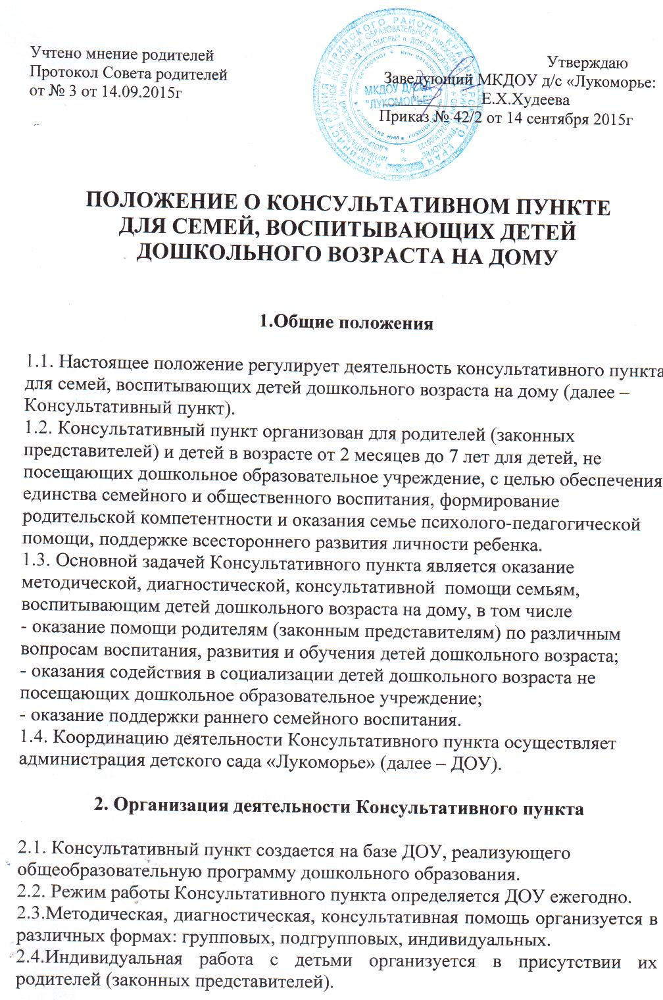 Учтено мнение родителей
Протокол Совета родителей
от № 3 от 14.09.2015г
Утверждаю
Заведующий МКДОУ д/с «Лукоморье:
Е.Х.Худеева
Приказ № 42/2 от 14 сентября 2015г
МКДОУ Д/САД
"ЛУКОМОРЬЕ"
ПОЛОЖЕНИЕ О КОНСУЛЬТАТИВНОМ ПУНКТЕ
ДЛЯ СЕМЕЙ, ВОСПИТЫВАЮЩИХ ДЕТЕЙ
ДОШКОЛЬНОГО ВОЗРАСТА НА ДОМУ
1.Общие положения
1.1. Настоящее положение регулирует деятельность консультативного пункта
для семей, воспитывающих детей дошкольного возраста на дому (далее –
Консультативный пункт).
1.2. Консультативный пункт организован для родителей (законных
представителей) и детей в возрасте от 2 месяцев до 7 лет для детей, не
посещающих дошкольное образовательное учреждение, с целью обеспечения
единства семейного и общественного воспитания, формирование
родительской компетентности и оказания семье психолого-педагогической
помощи, поддержке всестороннего развития личности ребенка.
1.3. Основной задачей Консультативного пункта является оказание
методической, диагностической, консультативной помощи семьям,
воспитывающим детей дошкольного возраста на дому, в том числе
- оказание помощи родителям (законным представителям) по различным
вопросам воспитания, развития и обучения детей дошкольного возраста;
- оказания содействия в социализации детей дошкольного возраста не
посещающих дошкольное образовательное учреждение;
- оказание поддержки раннего семейного воспитания.
1.4. Координацию деятельности Консультативного пункта осуществляет
администрация детского сада «Лукоморье» (далее – ДОУ).
2. Организация деятельности Консультативного пункта
2.1. Консультативный пункт создается на базе ДОУ, реализующего
общеобразовательную программу дошкольного образования.
2.2. Режим работы Консультативного пункта определяется ДОУ ежегодно.
2.3.Методическая, диагностическая, консультативная помощь организуется в
различных формах: групповых, подгрупповых, индивидуальных.
2.4.Индивидуальная работа с детьми организуется в присутствии их
родителей (законных представителей).